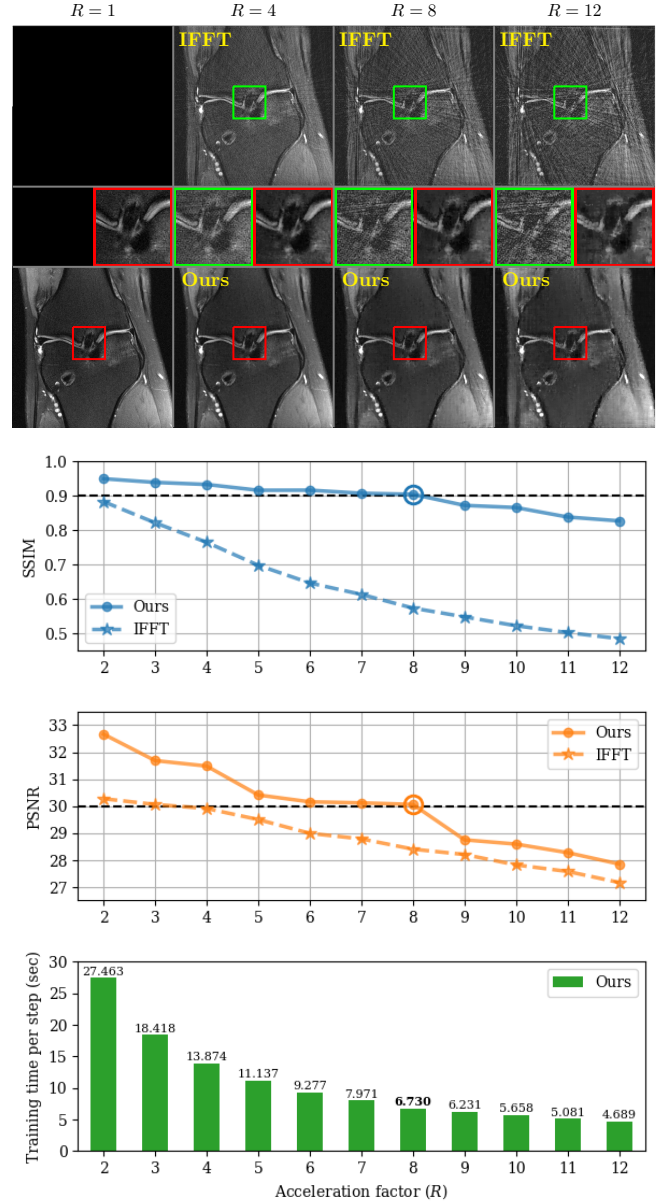 R = 1 R = 4 R = 8 R = 12
IFFT IFFT IFFT
Ours Ours Ours
1.0
0.9
0.8
0.7
0.6
0.5
SSIM
Ours
IFFT
2 3 4 5 6 7 8 9 10 11 12
33
32
31
30
29
28
27
PSNR
Ours
IFFT
2 3 4 5 6 7 8 9 10 11 12
30
25
20
15
10
5
0
Training time per step (sec)
Ours
27.463
18.418
13.874
11.137
9.277
7.971
6.730
6.231
5.658
5.081
4.689
2 3 4 5 6 7 8 9 10 11 12
Acceleration factor (R)